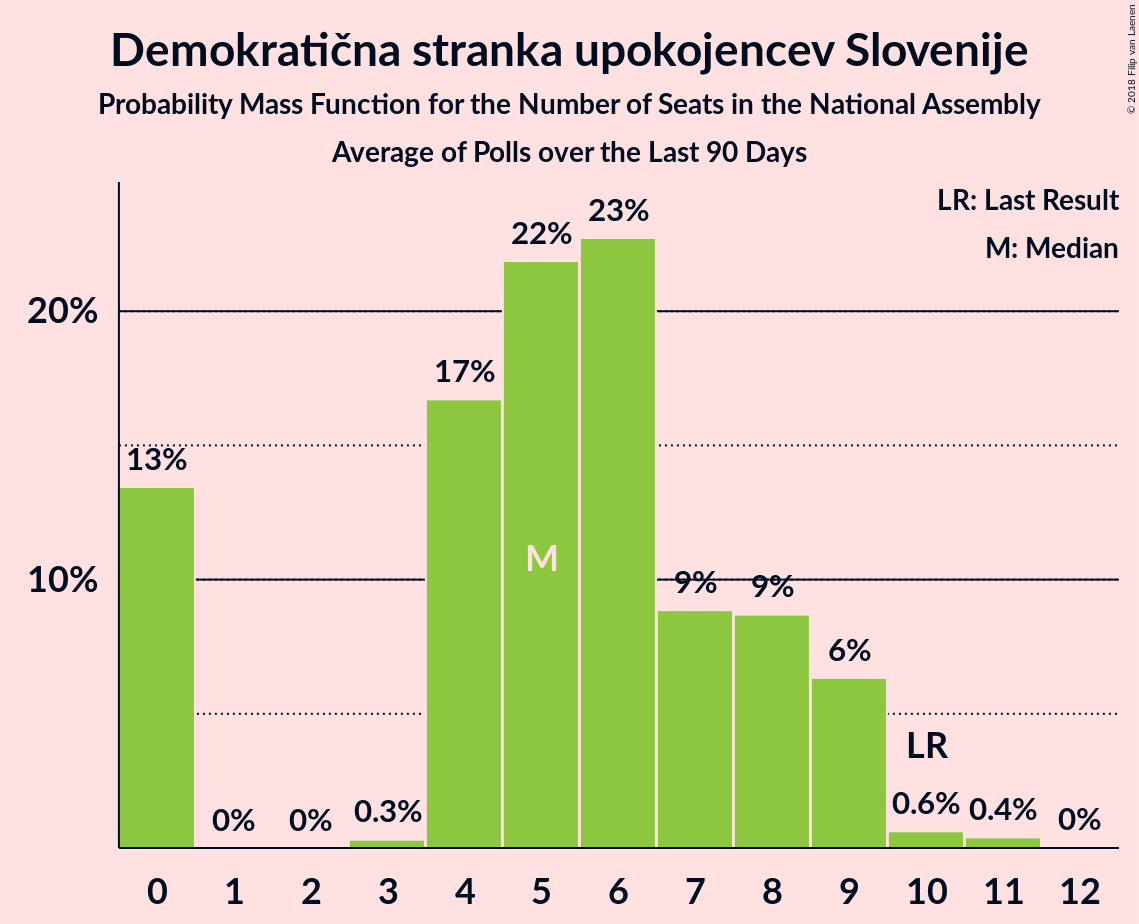 Demokratična stranka upokojencev Slovenije
Probability Mass Function for the Number of Seats in the National Assembly
Average of Polls over the Last 90 Days
© 2018 Filip van Laenen
LR: Last Result
M: Median
20%
10%
13%
0%
0%
0.3%
17%
22%
23%
9%
9%
6%
0.6%
0.4%
0%
M
LR
0 1 2 3 4 5 6 7 8 9 10 11 12